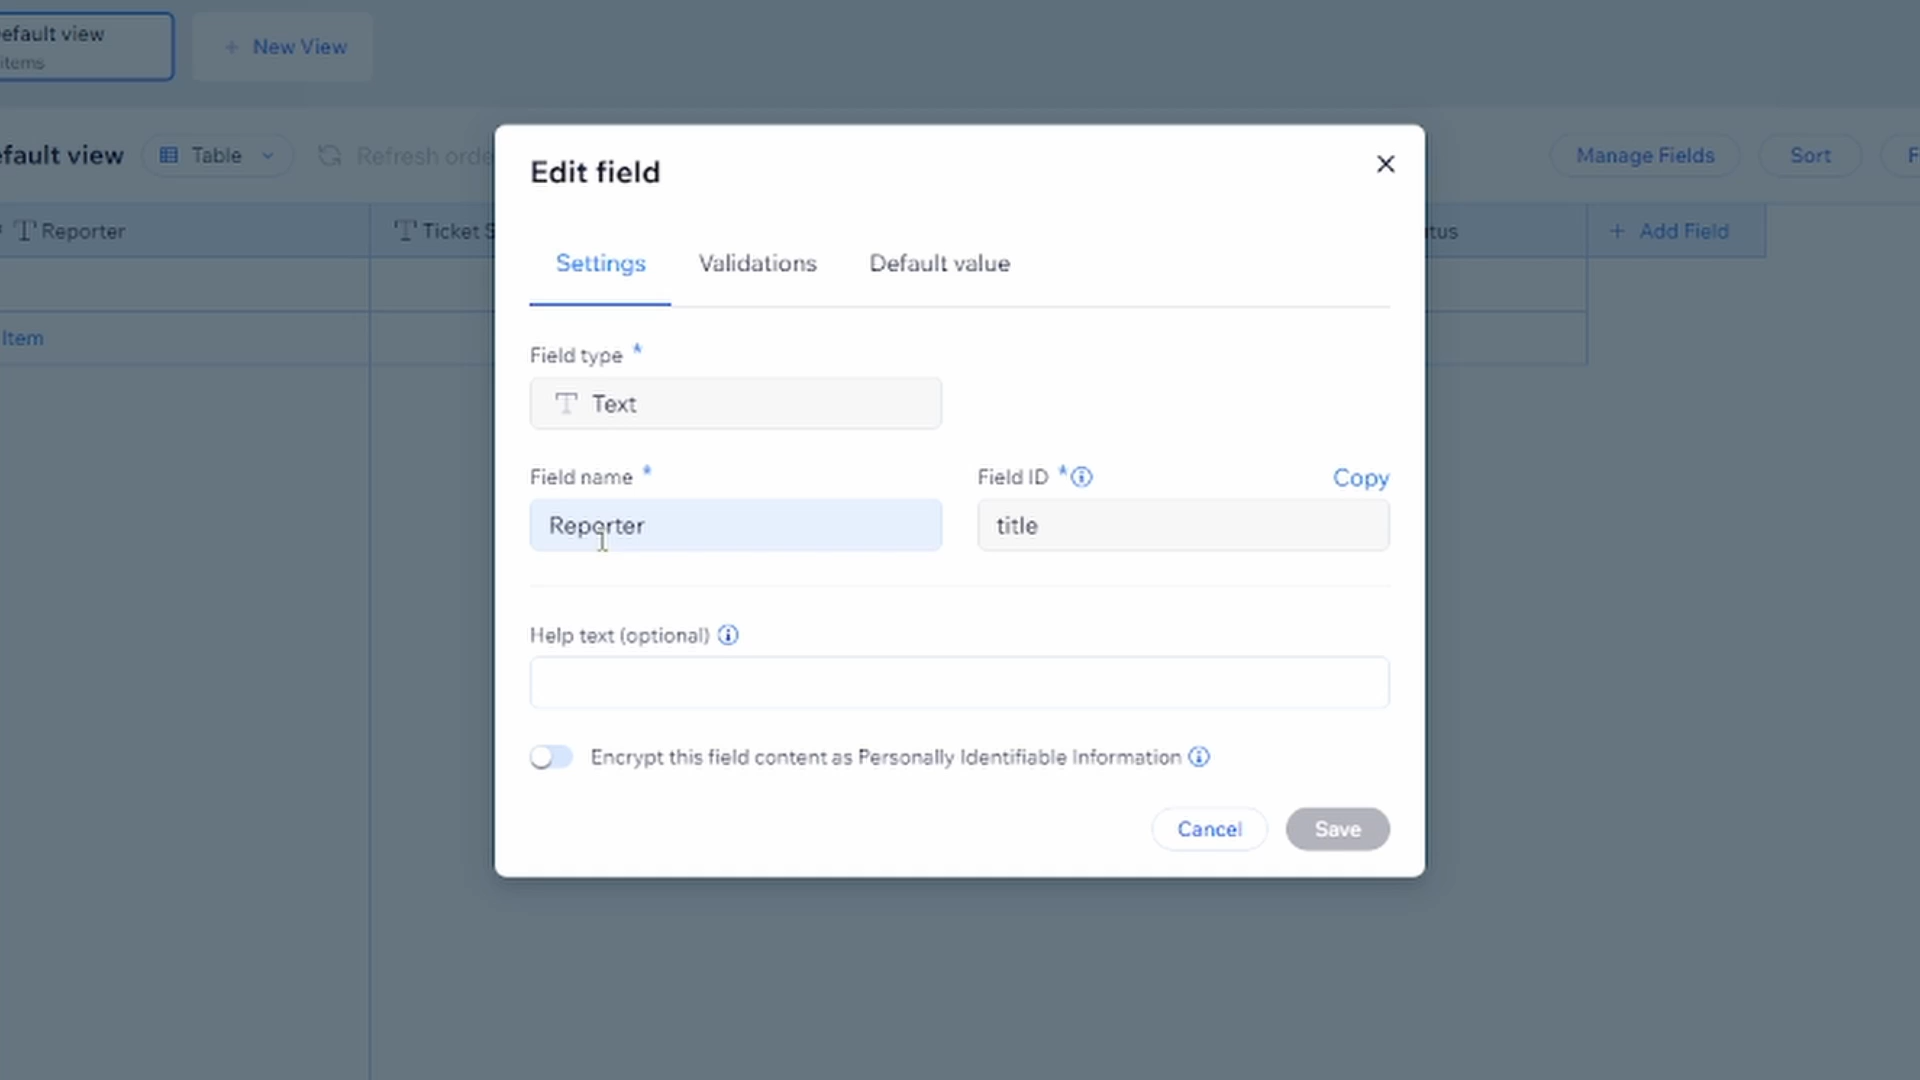 efault view
items
+ New View
efault view
Table
Refresh orde
Manage Fields
Sort
F
Reporter
Ticket S
tus
+ Add Field
Item
Edit field
Settings
Validations
Default value
Field type *
Text
Field name *
Field ID *
Copy
Reporter
title
Help text (optional)
Encrypt this field content as Personally Identifiable Information
Cancel
Save